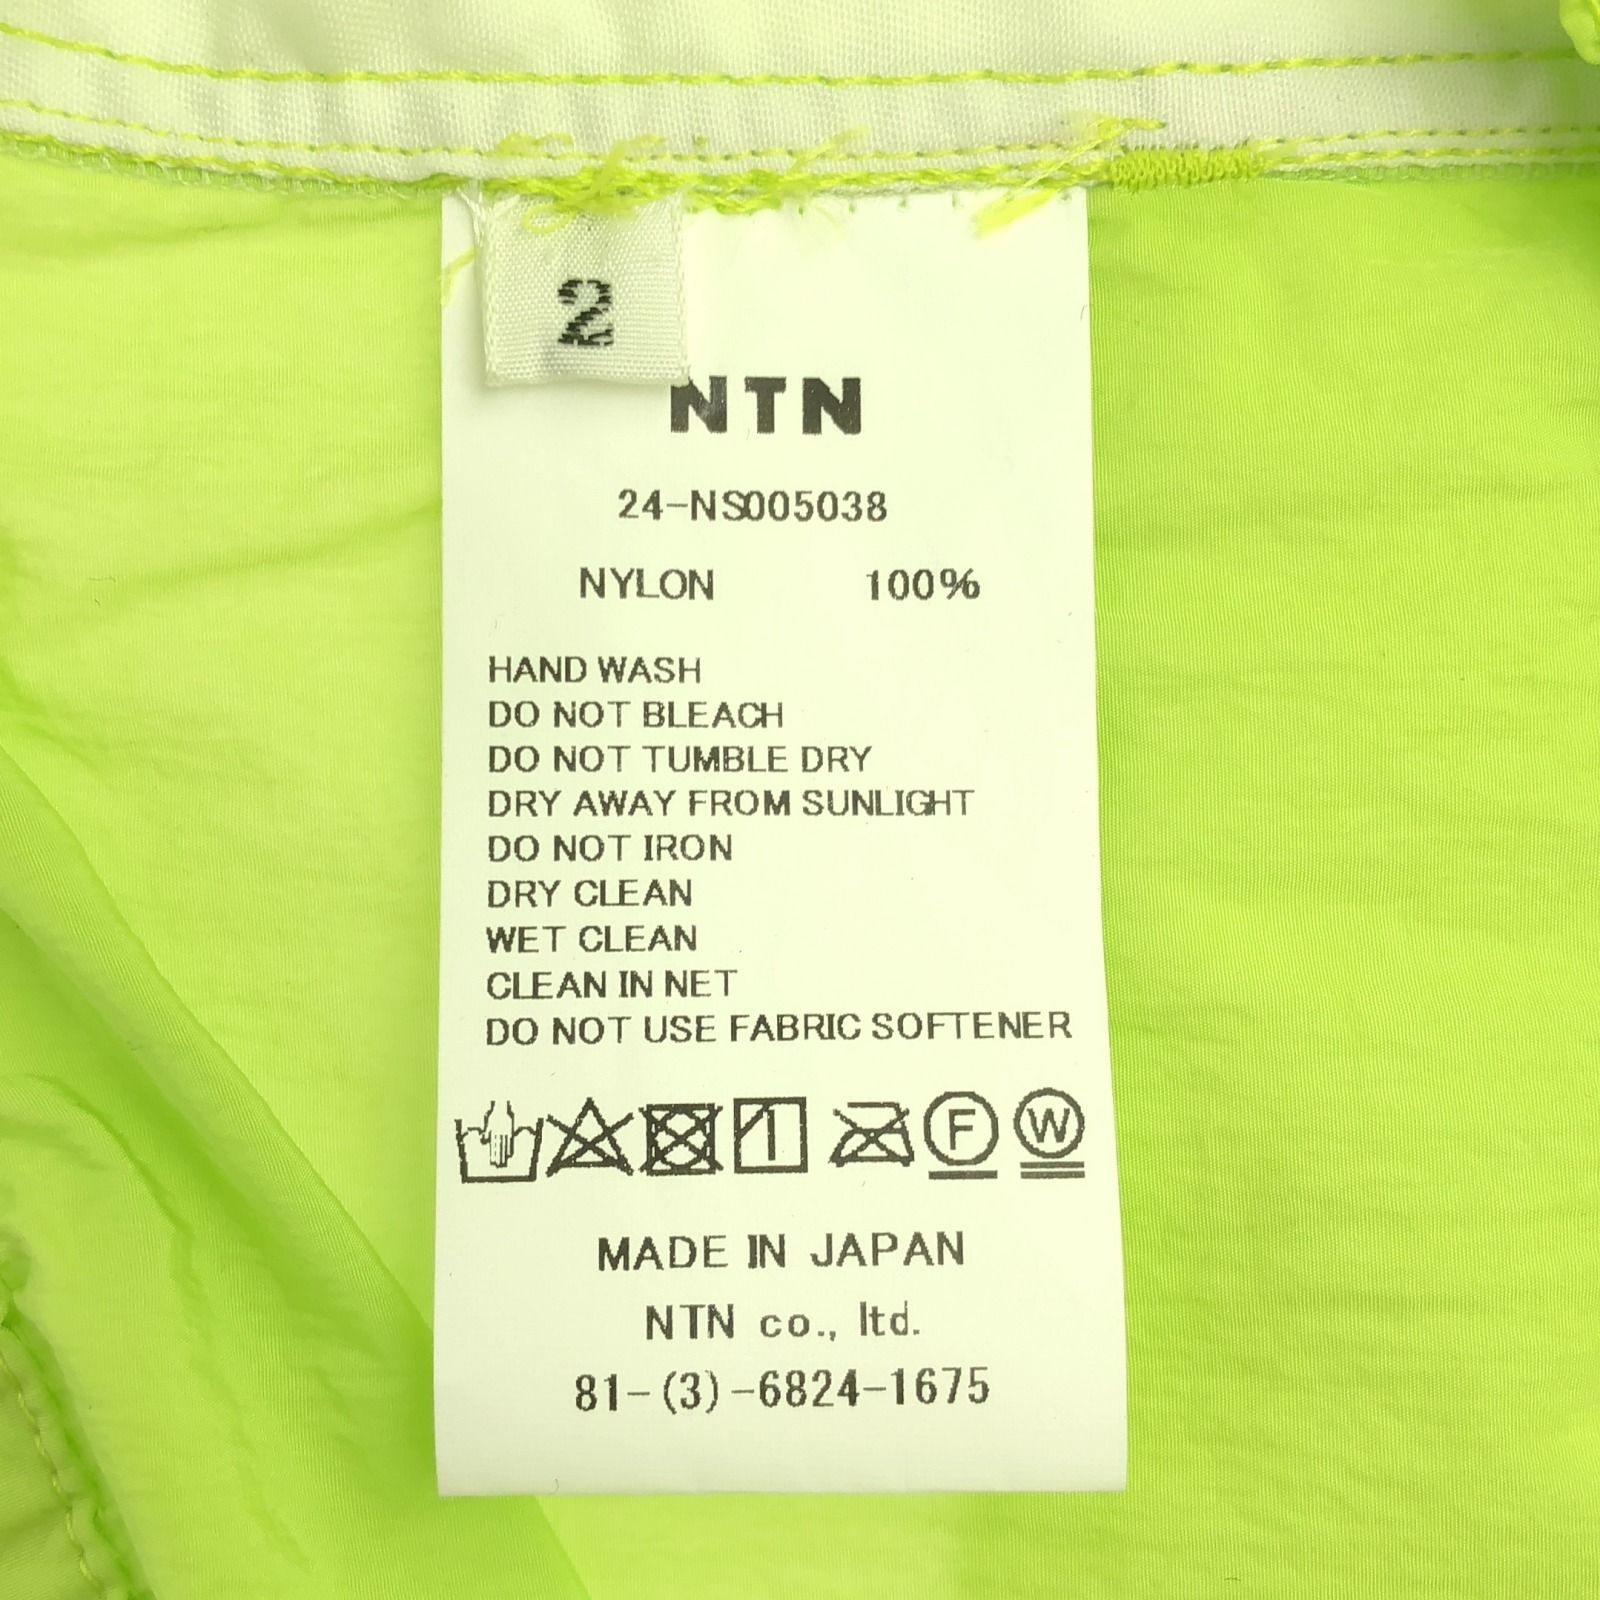 2
NTN
24-NS005038
NYLON 100%
HAND WASH
DO NOT BLEACH
DO NOT TUMBLE DRY
DRY AWAY FROM SUNLIGHT
DO NOT IRON
DRY CLEAN
WET CLEAN
CLEAN IN NET
DO NOT USE FABRIC SOFTENER
F W
MADE IN JAPAN
NTN co., ltd.
81-(3)-6824-1675